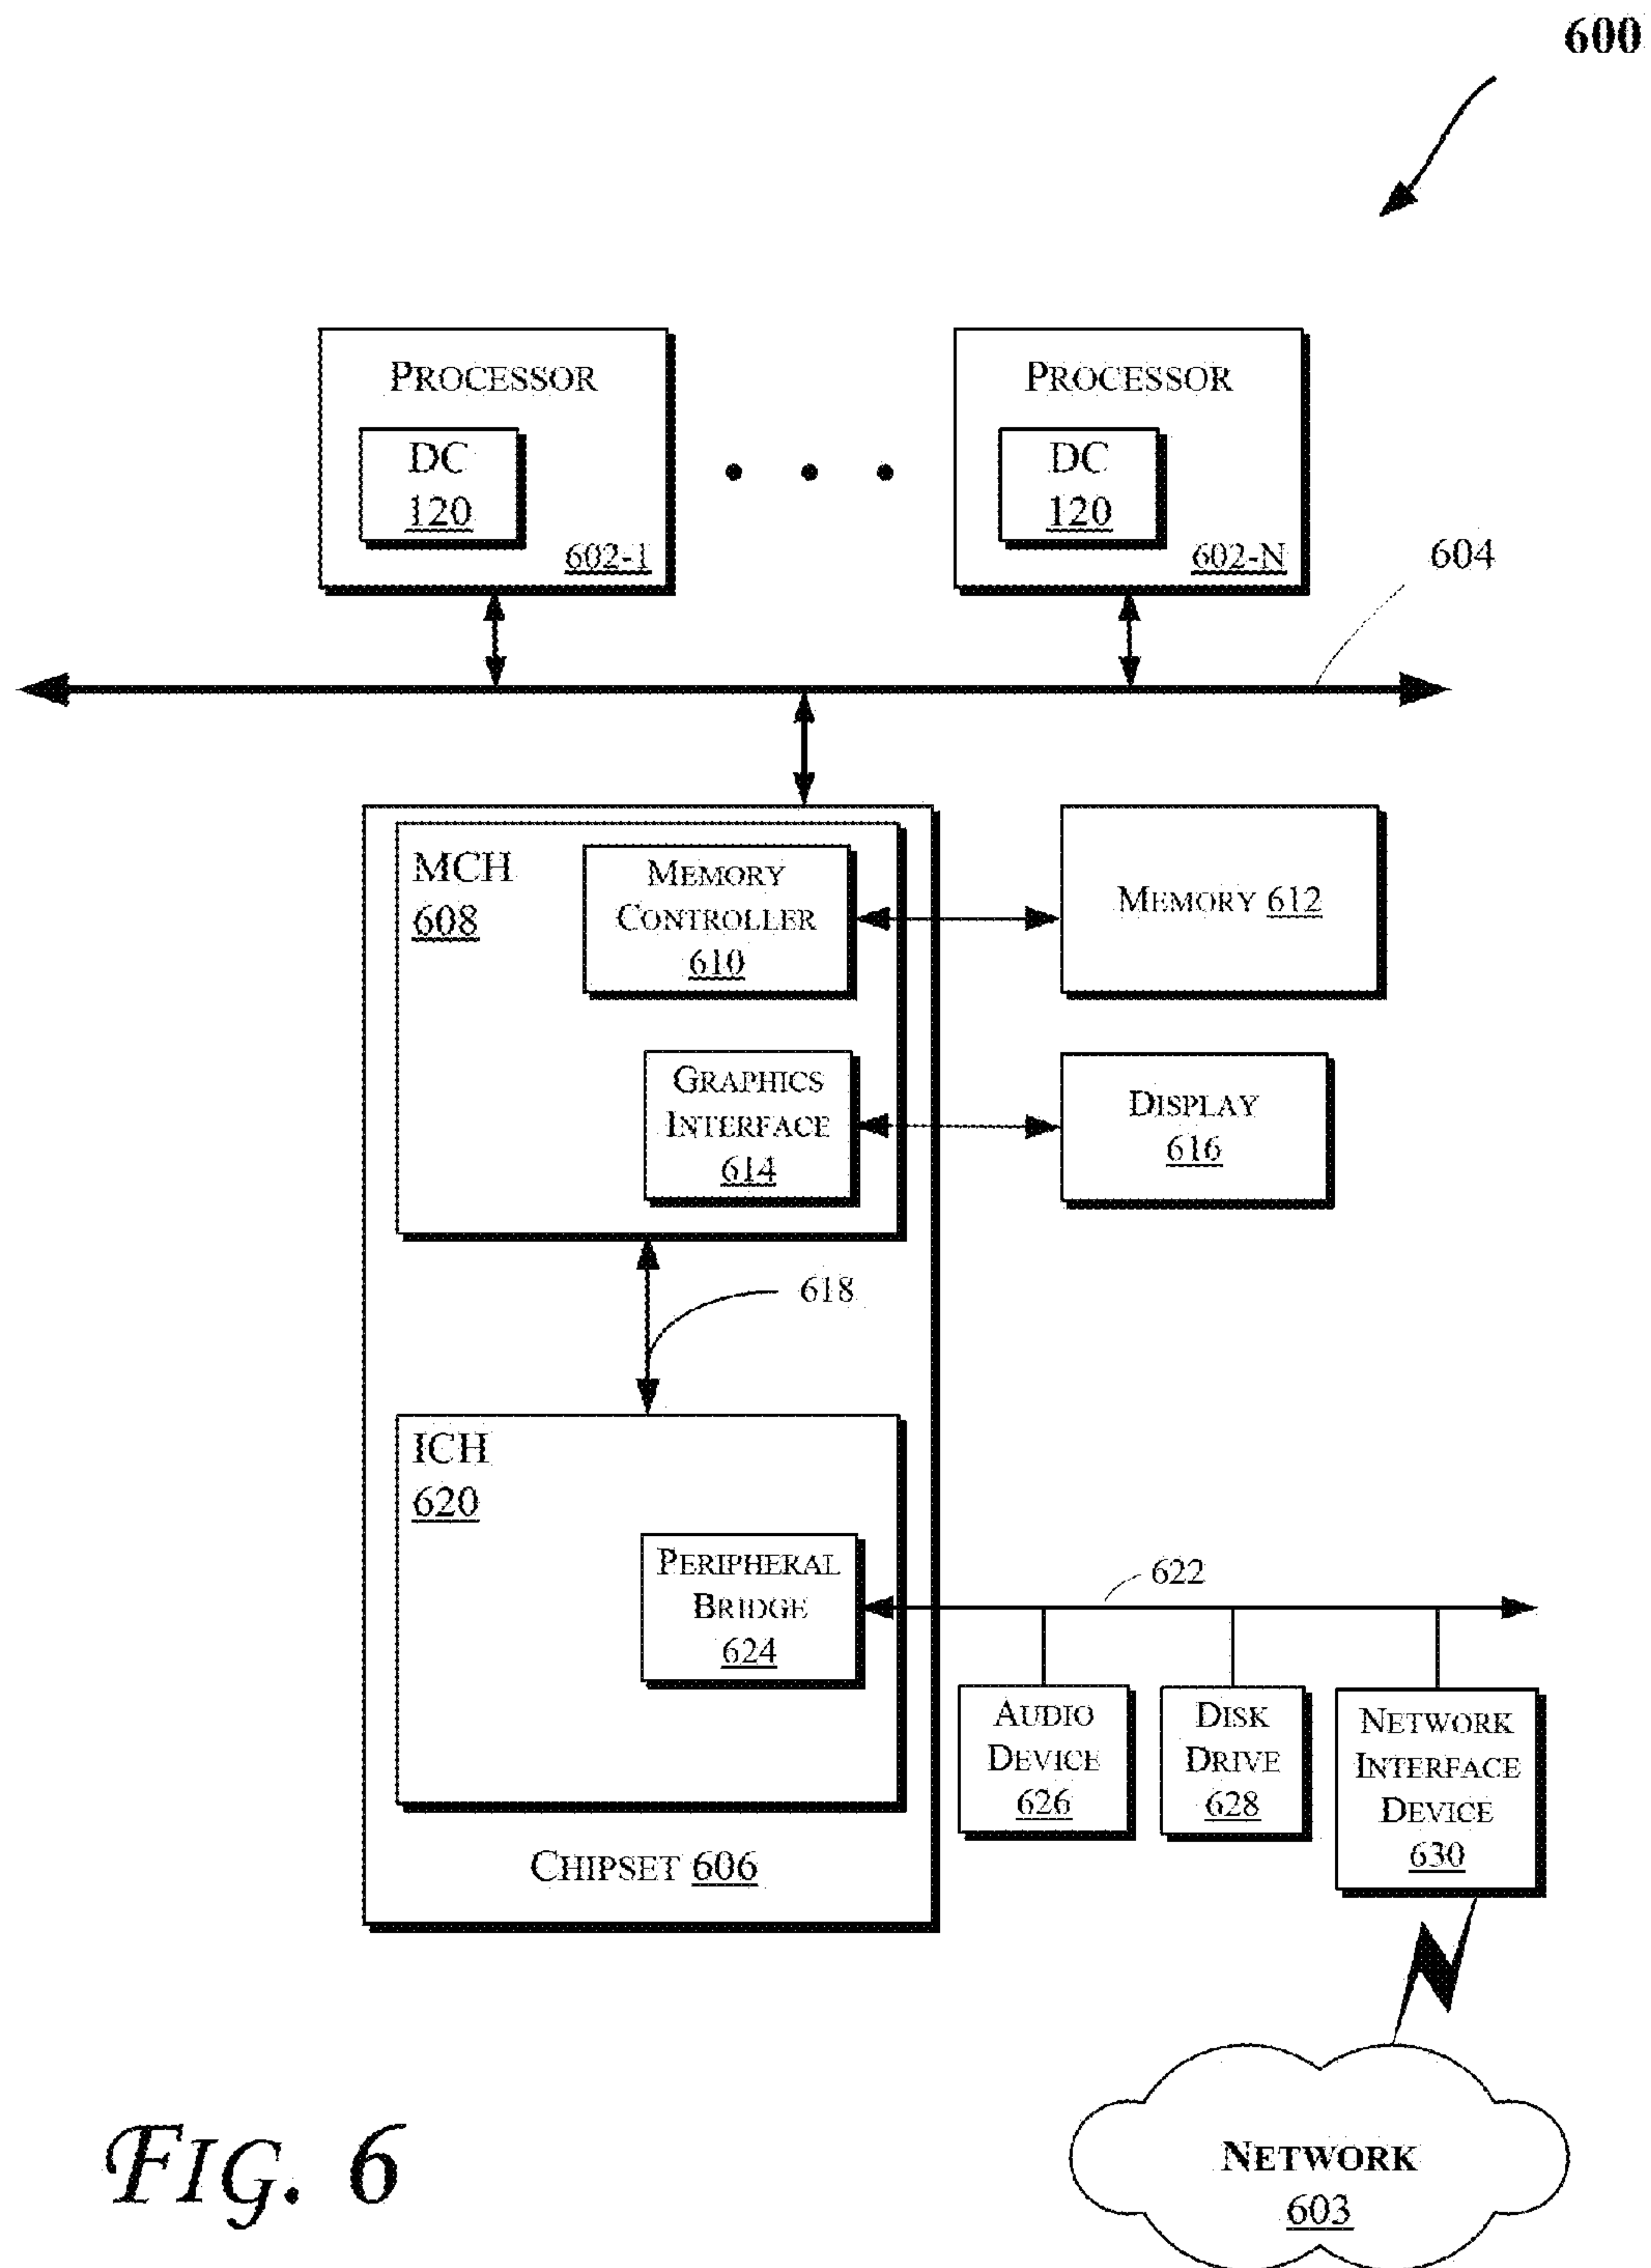 600
PROCESSOR
DC
120
602-1
PROCESSOR
DC
120
602-N
604
MCH
608
MEMORY
CONTROLLER
610
MEMORY 612
GRAPHICS
INTERFACE
614
DISPLAY
616
618
ICH
620
PERIPHERAL
BRIDGE
624
622
AUDIO
DEVICE
626
DISK
DRIVE
628
NETWORK
INTERFACE
DEVICE
630
CHIPSET 606
NETWORK
603
FIG. 6